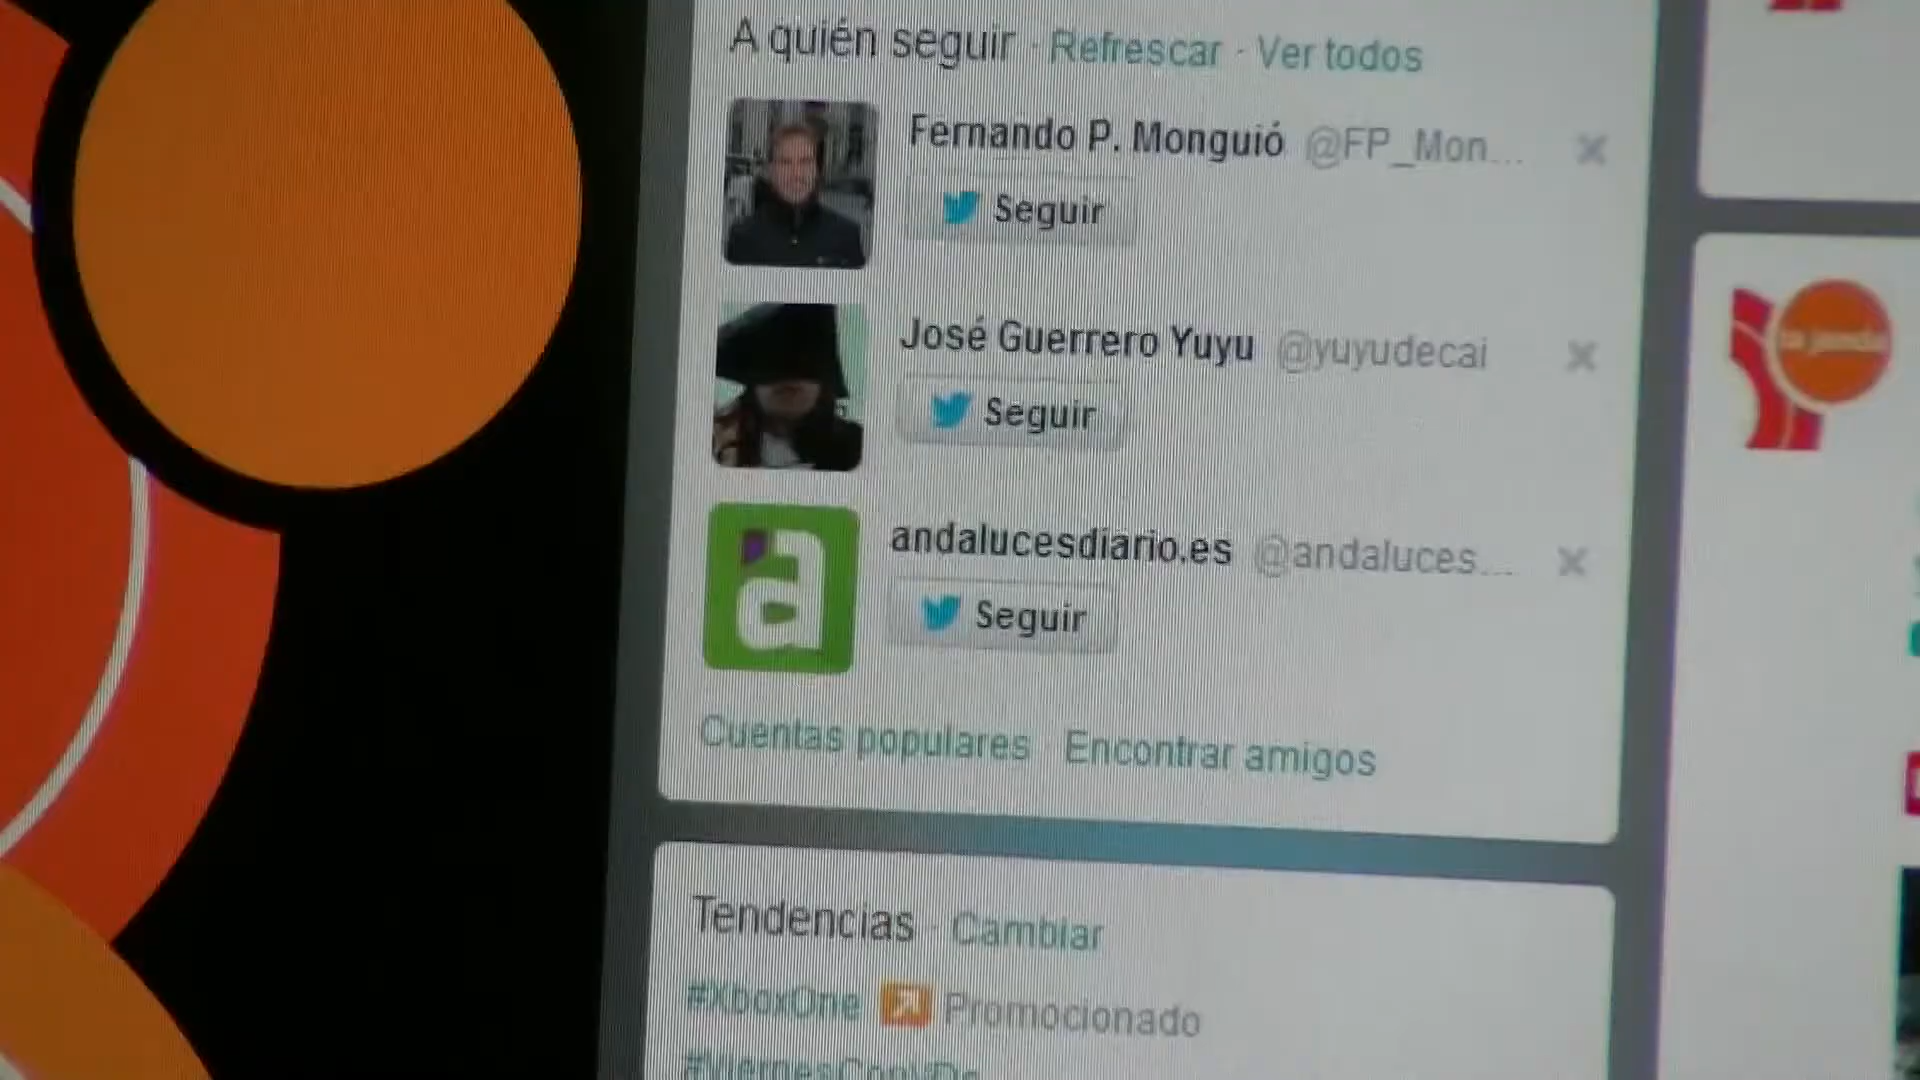 A quién seguir · Refrescar · Ver todos
Fernando P. Monguió @FP_Mon...
Seguir
José Guerrero Yuyu @yuyudecai
Seguir
a
andalucesdiario.es @andaluces...
Seguir
Cuentas populares · Encontrar amigos
Tendencias · Cambiar
#XboxOne Promocionado